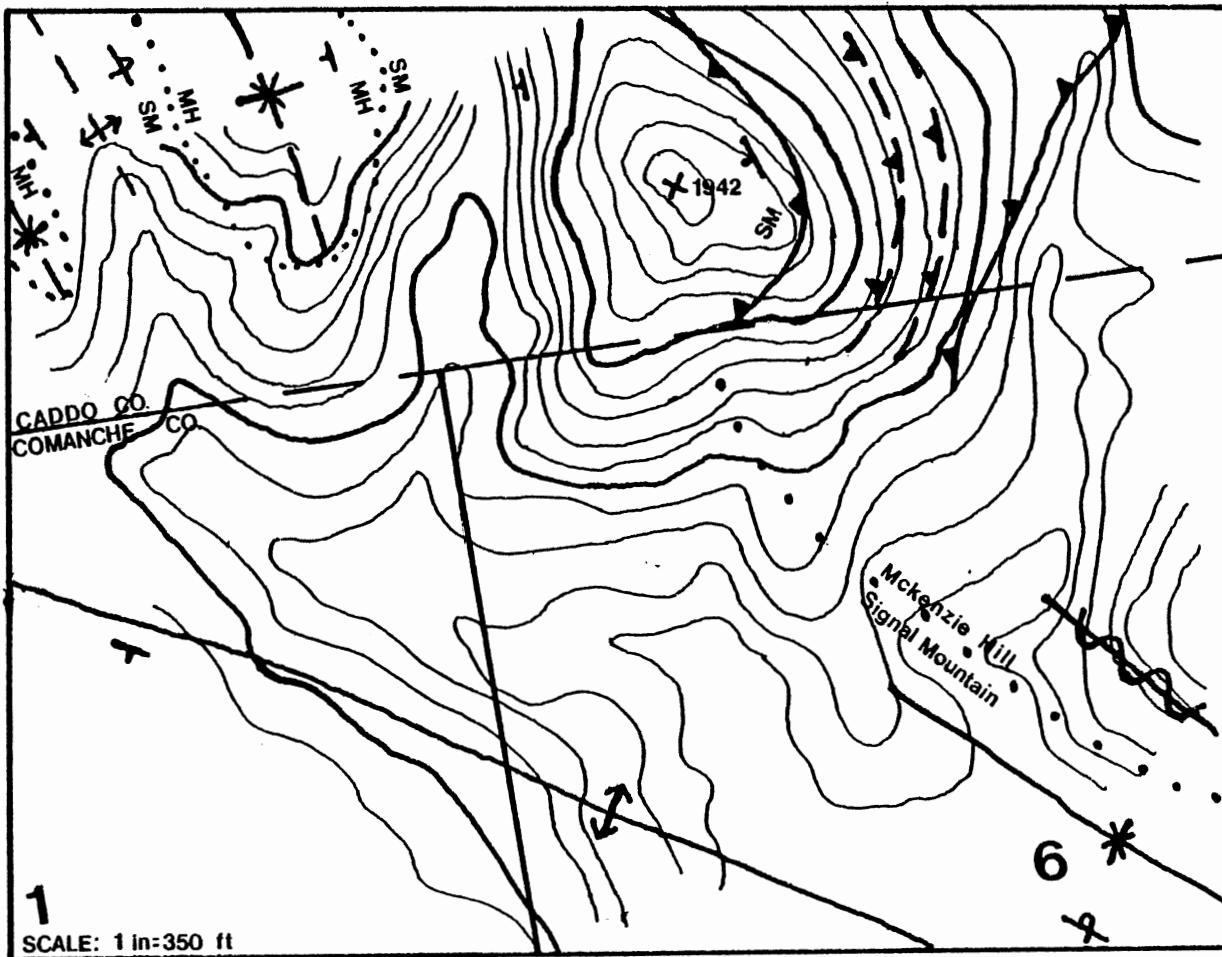 MH
SM
MH
SM
MH
MH
1942
SM
CADDO CO.
COMANCHE CO
Mckenzie Hill
Signal Mountain
6
1
SCALE: 1 in=350 ft